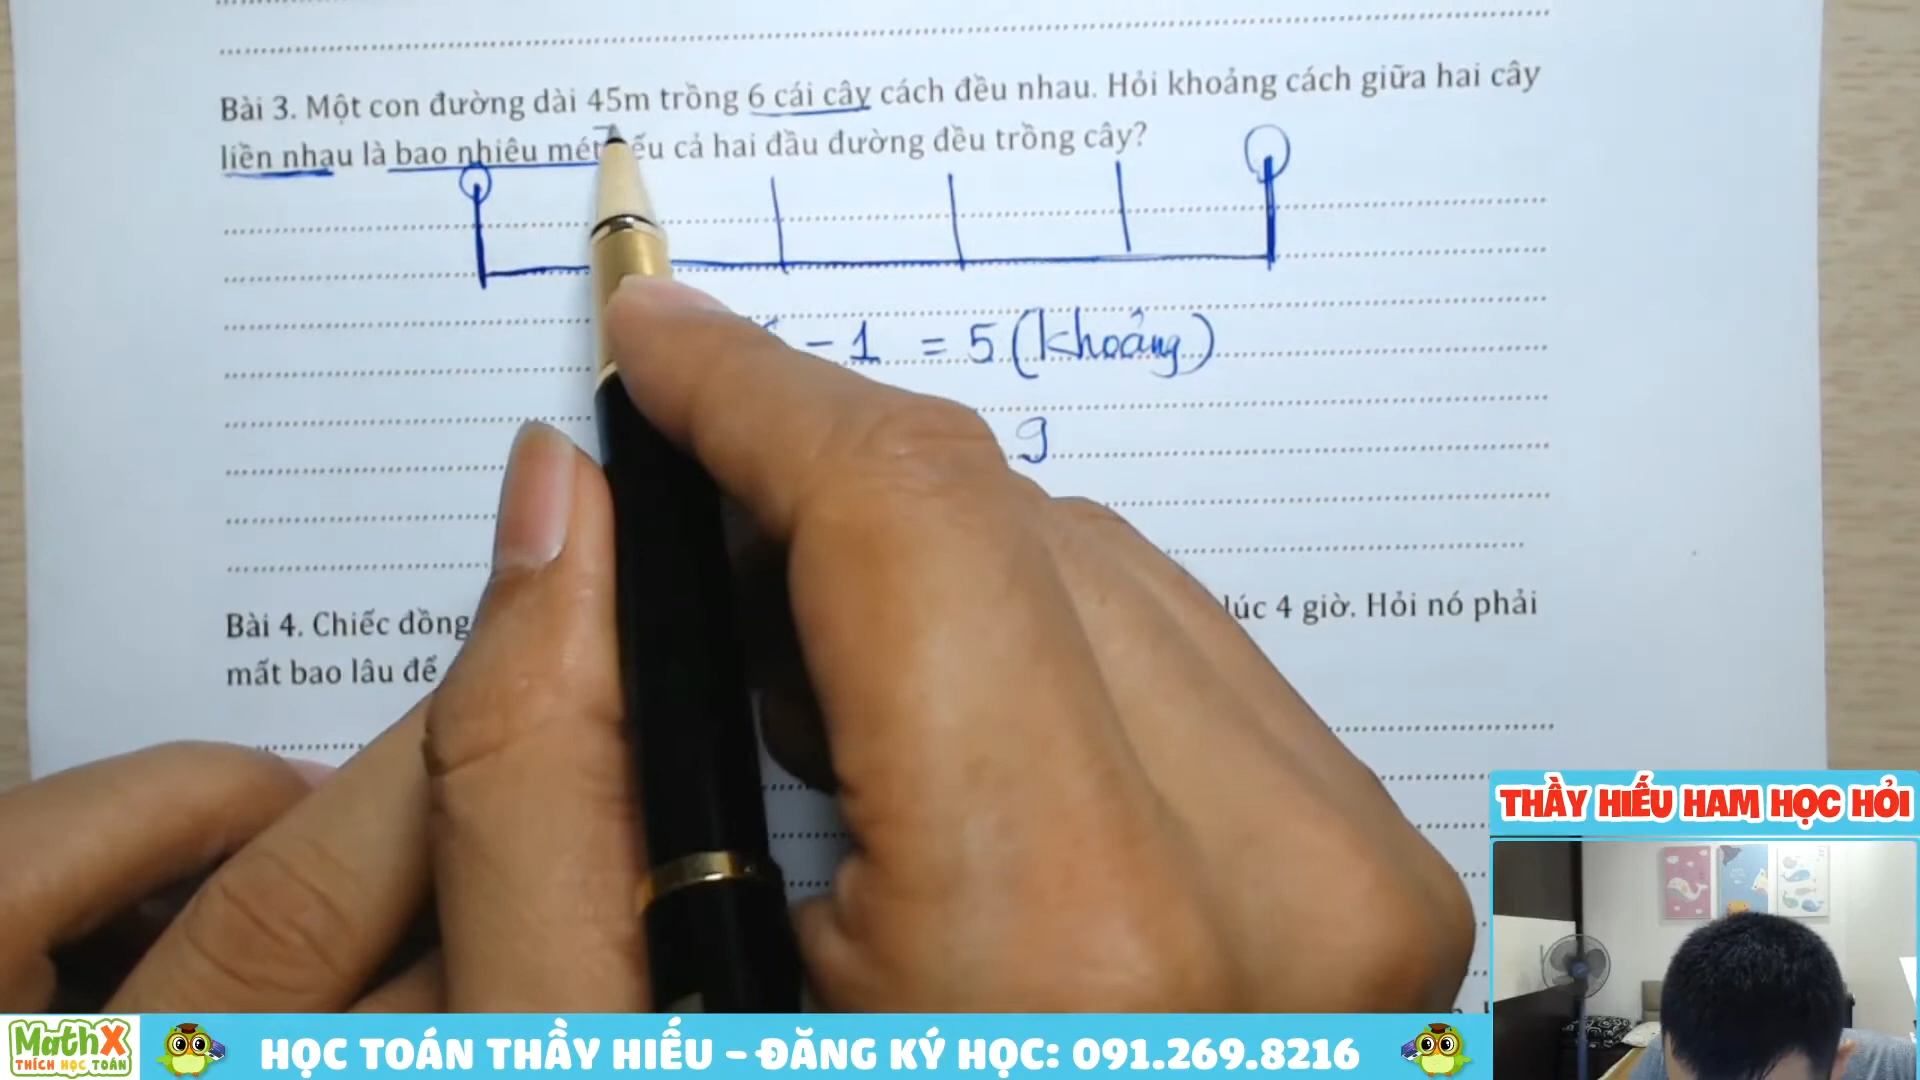 Bài 3. Một con đường dài 45m trồng 6 cái cây cách đều nhau. Hỏi khoảng cách giữa hai cây
liền nhau là bao nhiêu mét nếu cả hai đầu đường đều trồng cây?
- 1 = 5 (khoảng)
9
Bài 4. Chiếc đồng lúc 4 giờ. Hỏi nó phải
mất bao lâu để
THẦY HIẾU HAM HỌC HỎI
MathX
THÍCH HỌC TOÁN
HỌC TOÁN THẦY HIẾU - ĐĂNG KÝ HỌC: 091.269.8216